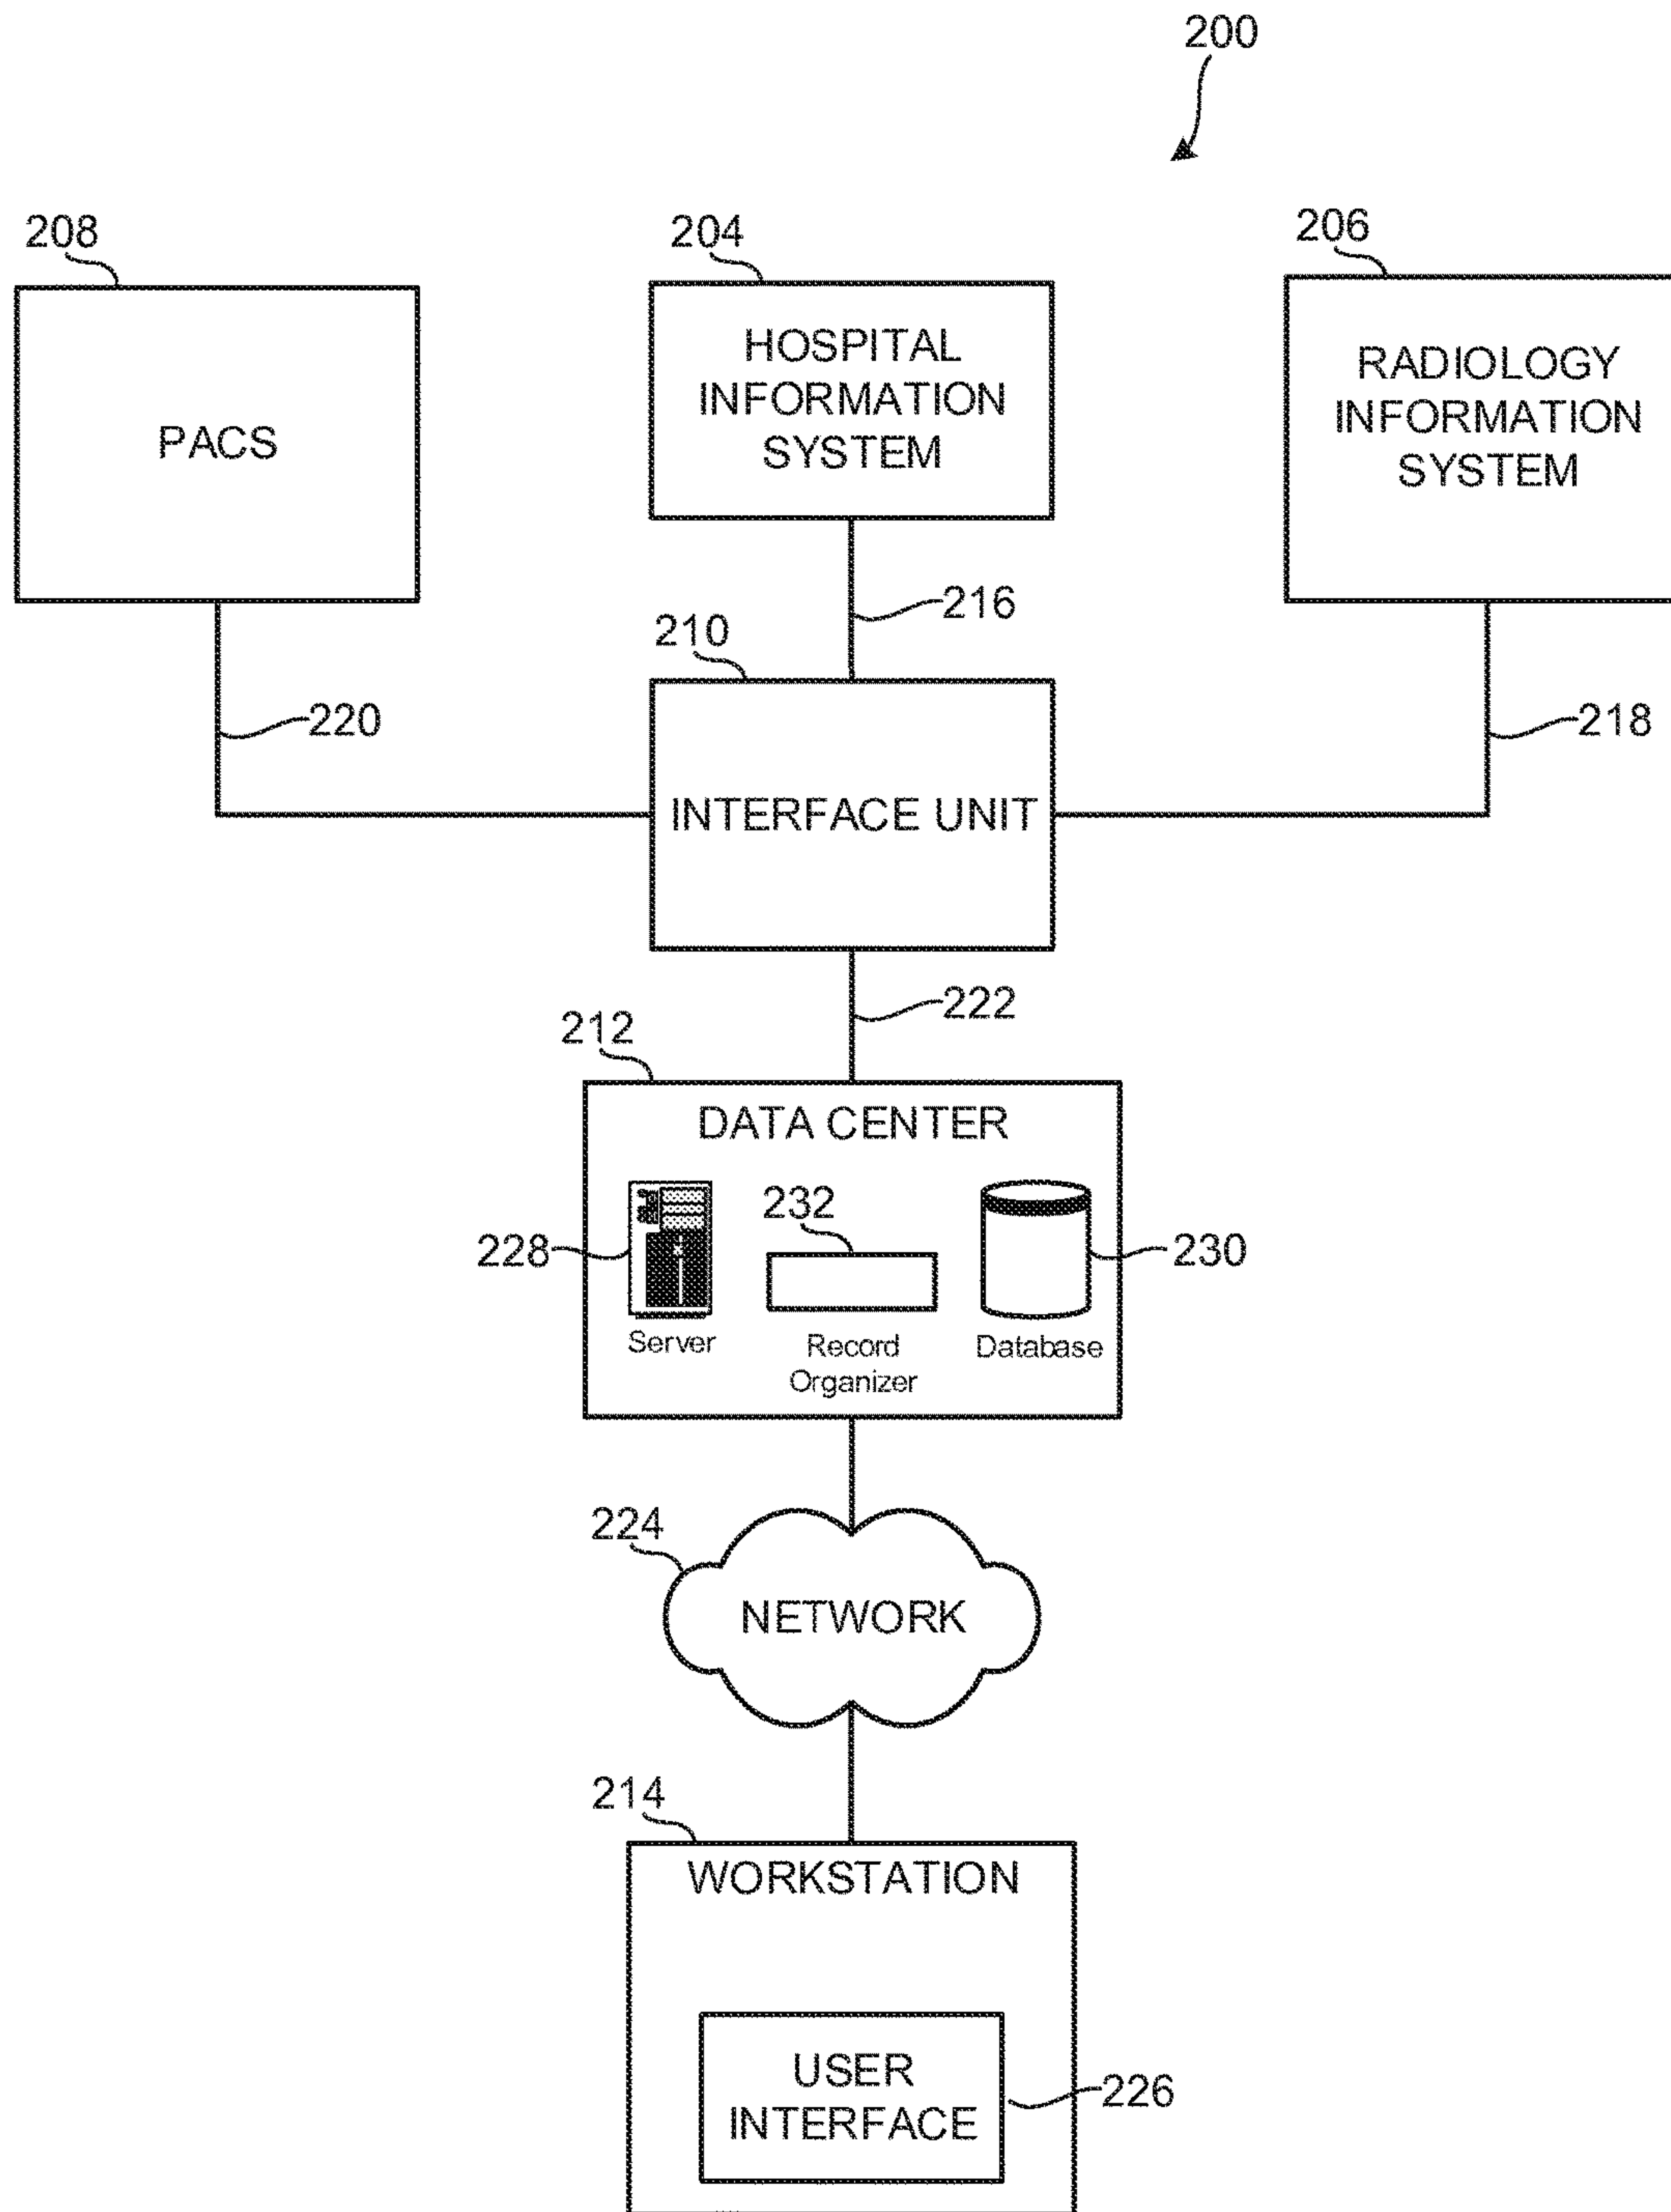 200
208
204
206
PACS
HOSPITAL
INFORMATION
SYSTEM
RADIOLOGY
INFORMATION
SYSTEM
216
210
220
218
INTERFACE UNIT
222
212
DATA CENTER
232
228
230
Server
Record
Organizer
Database
224
NETWORK
214
WORKSTATION
USER
INTERFACE
226